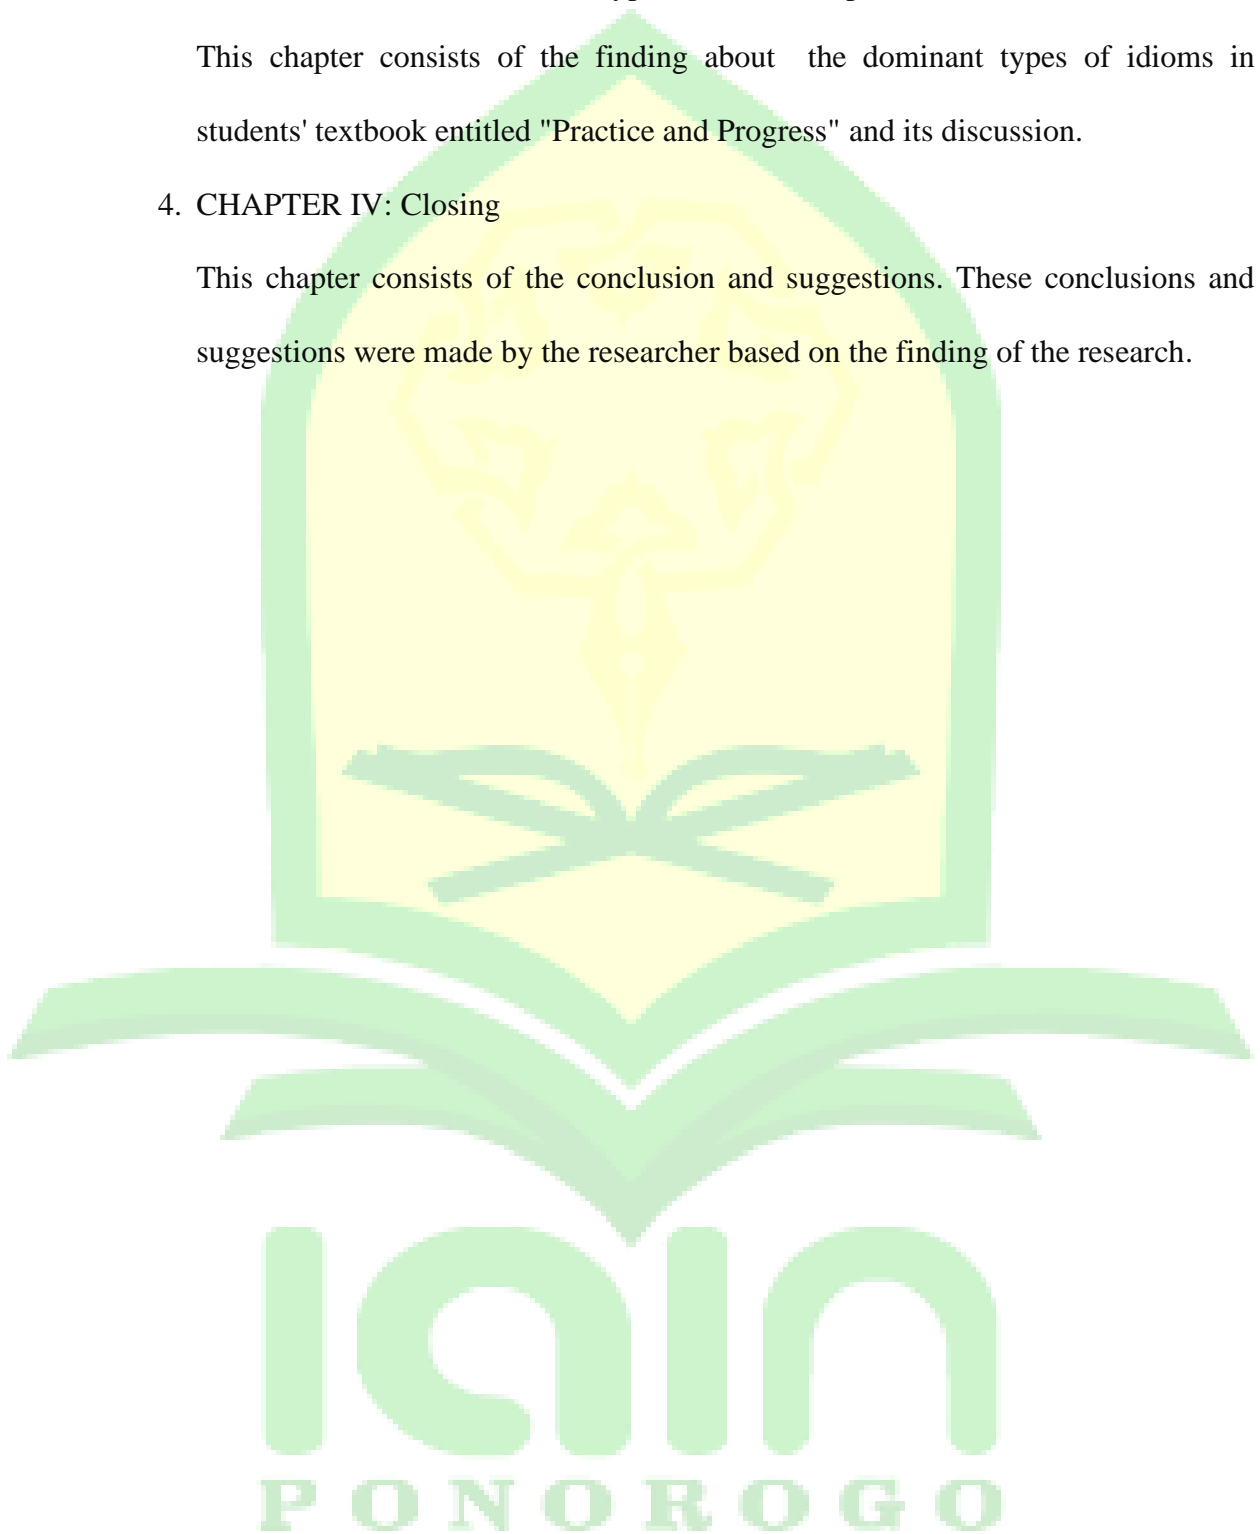 This chapter consists of the finding about the dominant types of idioms in
students' textbook entitled "Practice and Progress" and its discussion.
4. CHAPTER IV: Closing
This chapter consists of the conclusion and suggestions. These conclusions and
suggestions were made by the researcher based on the finding of the research.
iain
PONOROGO